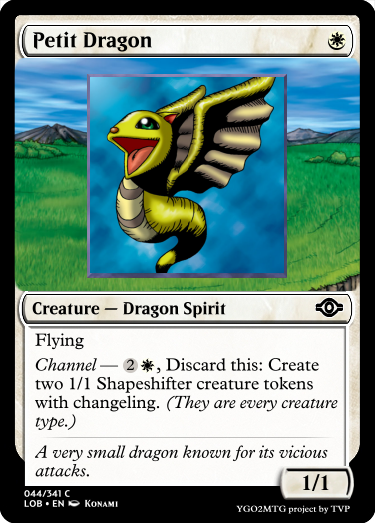 Petit Dragon
Creature — Dragon Spirit
Flying
Channel — 2, Discard this: Create
two 1/1 Shapeshifter creature tokens
with changeling. (They are every creature
type.)
A very small dragon known for its vicious
attacks.
1/1
044/341 C
LOB • EN Konami
YGO2MTG project by TVP